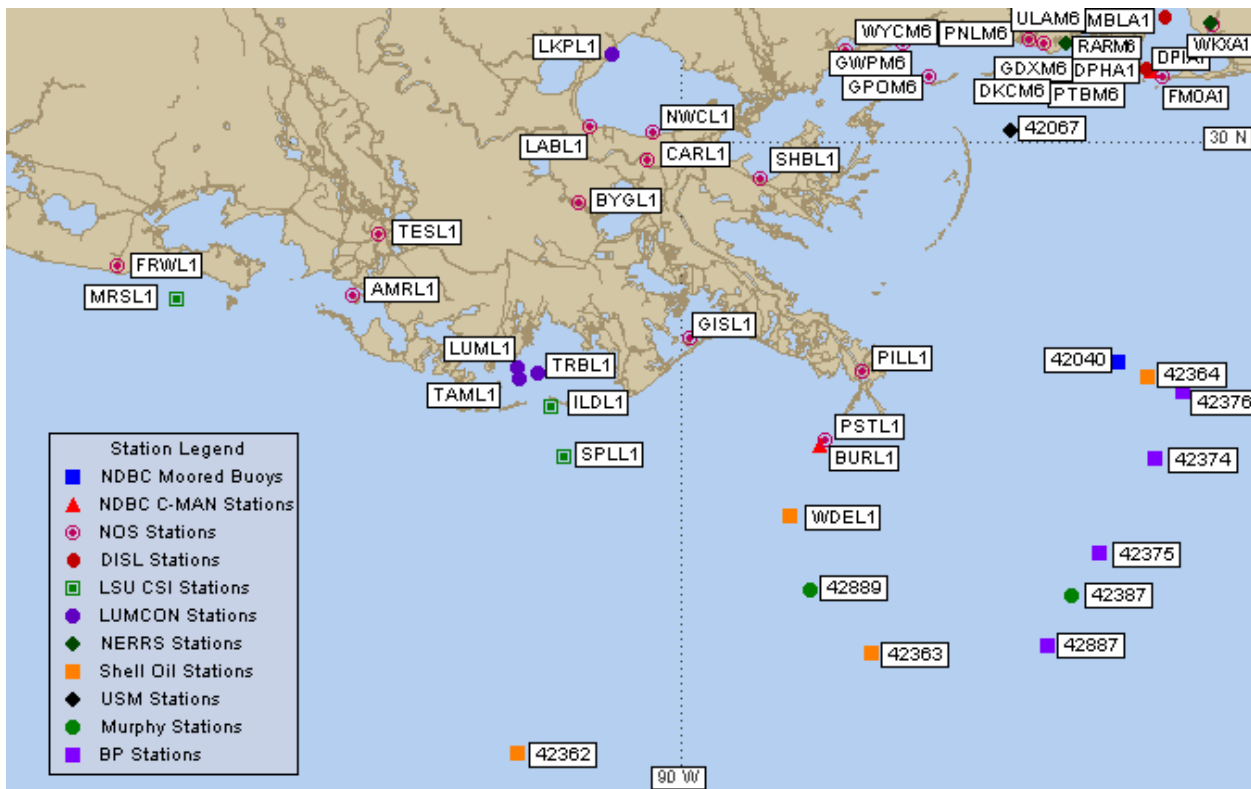 ULAM6
MBLA1
WYCM6
PNLM6
LKPL1
WKXA1
RARM6
DPIA1
GWPM6
GDXM6
DPHA1
GPOM6
DKCM6
PTBM6
FMOA1
NWCL1
42067
30 N
LABL1
CARL1
SHBL1
BYGL1
TESL1
FRWL1
AMRL1
MRSL1
GISL1
LUML1
TRBL1
PILL1
42040
42364
TAML1
ILDL1
42376
PSTL1
SPLL1
BURL1
42374
Station Legend
NDBC Moored Buoys
NDBC C-MAN Stations
NOS Stations
DISL Stations
LSU CSI Stations
LUMCON Stations
NERRS Stations
Shell Oil Stations
USM Stations
Murphy Stations
BP Stations
WDEL1
42375
42889
42387
42363
42887
42362
90 W